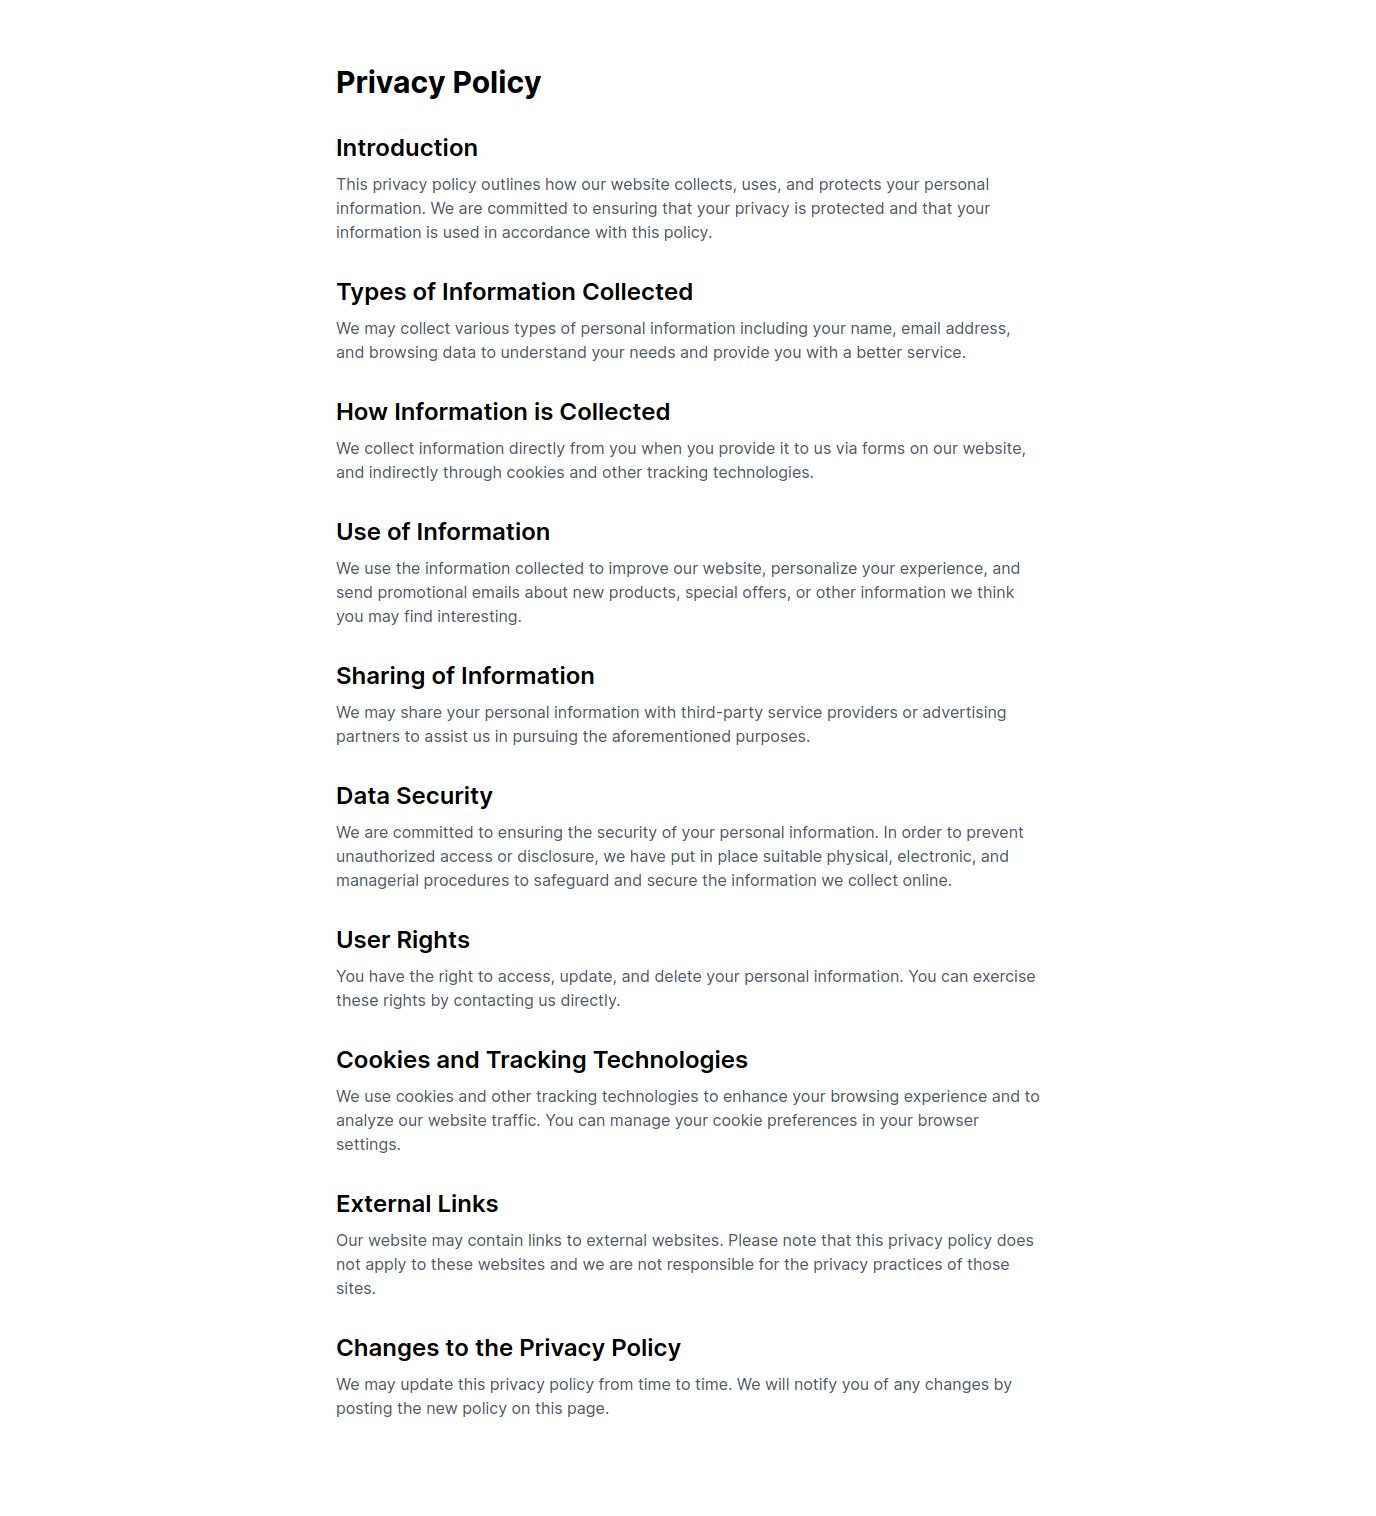 Privacy Policy
Introduction
This privacy policy outlines how our website collects, uses, and protects your personal
information. We are committed to ensuring that your privacy is protected and that your
information is used in accordance with this policy.
Types of Information Collected
We may collect various types of personal information including your name, email address,
and browsing data to understand your needs and provide you with a better service.
How Information is Collected
We collect information directly from you when you provide it to us via forms on our website,
and indirectly through cookies and other tracking technologies.
Use of Information
We use the information collected to improve our website, personalize your experience, and
send promotional emails about new products, special offers, or other information we think
you may find interesting.
Sharing of Information
We may share your personal information with third-party service providers or advertising
partners to assist us in pursuing the aforementioned purposes.
Data Security
We are committed to ensuring the security of your personal information. In order to prevent
unauthorized access or disclosure, we have put in place suitable physical, electronic, and
managerial procedures to safeguard and secure the information we collect online.
User Rights
You have the right to access, update, and delete your personal information. You can exercise
these rights by contacting us directly.
Cookies and Tracking Technologies
We use cookies and other tracking technologies to enhance your browsing experience and to
analyze our website traffic. You can manage your cookie preferences in your browser
settings.
External Links
Our website may contain links to external websites. Please note that this privacy policy does
not apply to these websites and we are not responsible for the privacy practices of those
sites.
Changes to the Privacy Policy
We may update this privacy policy from time to time. We will notify you of any changes by
posting the new policy on this page.